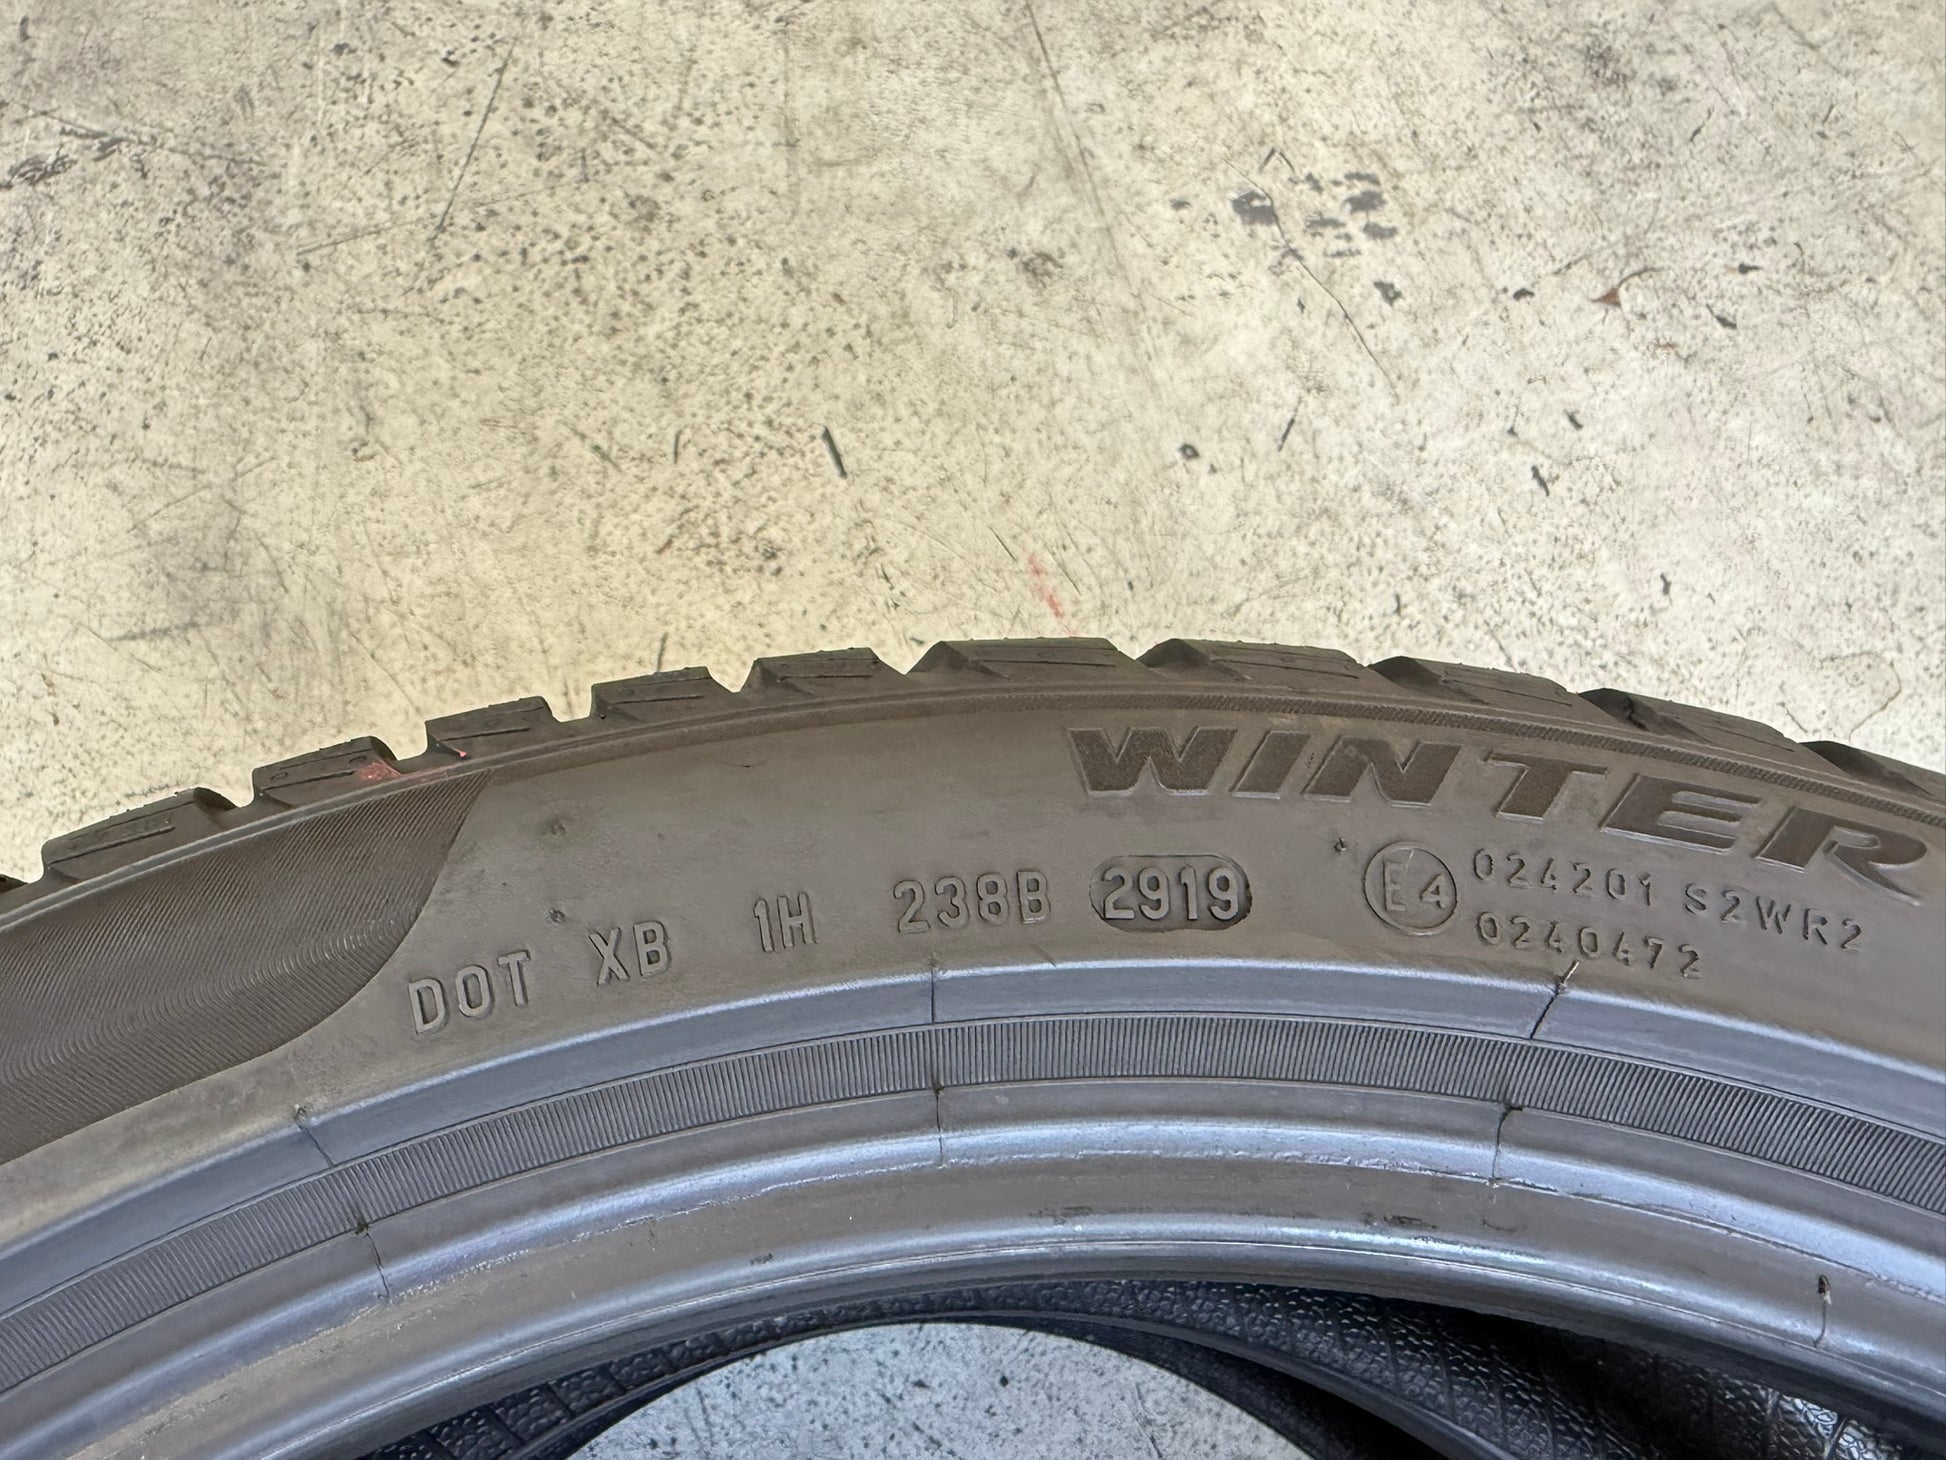 WINTER
DOT XB 1H 238B 2919 E4 024201 S2WR2
0240472